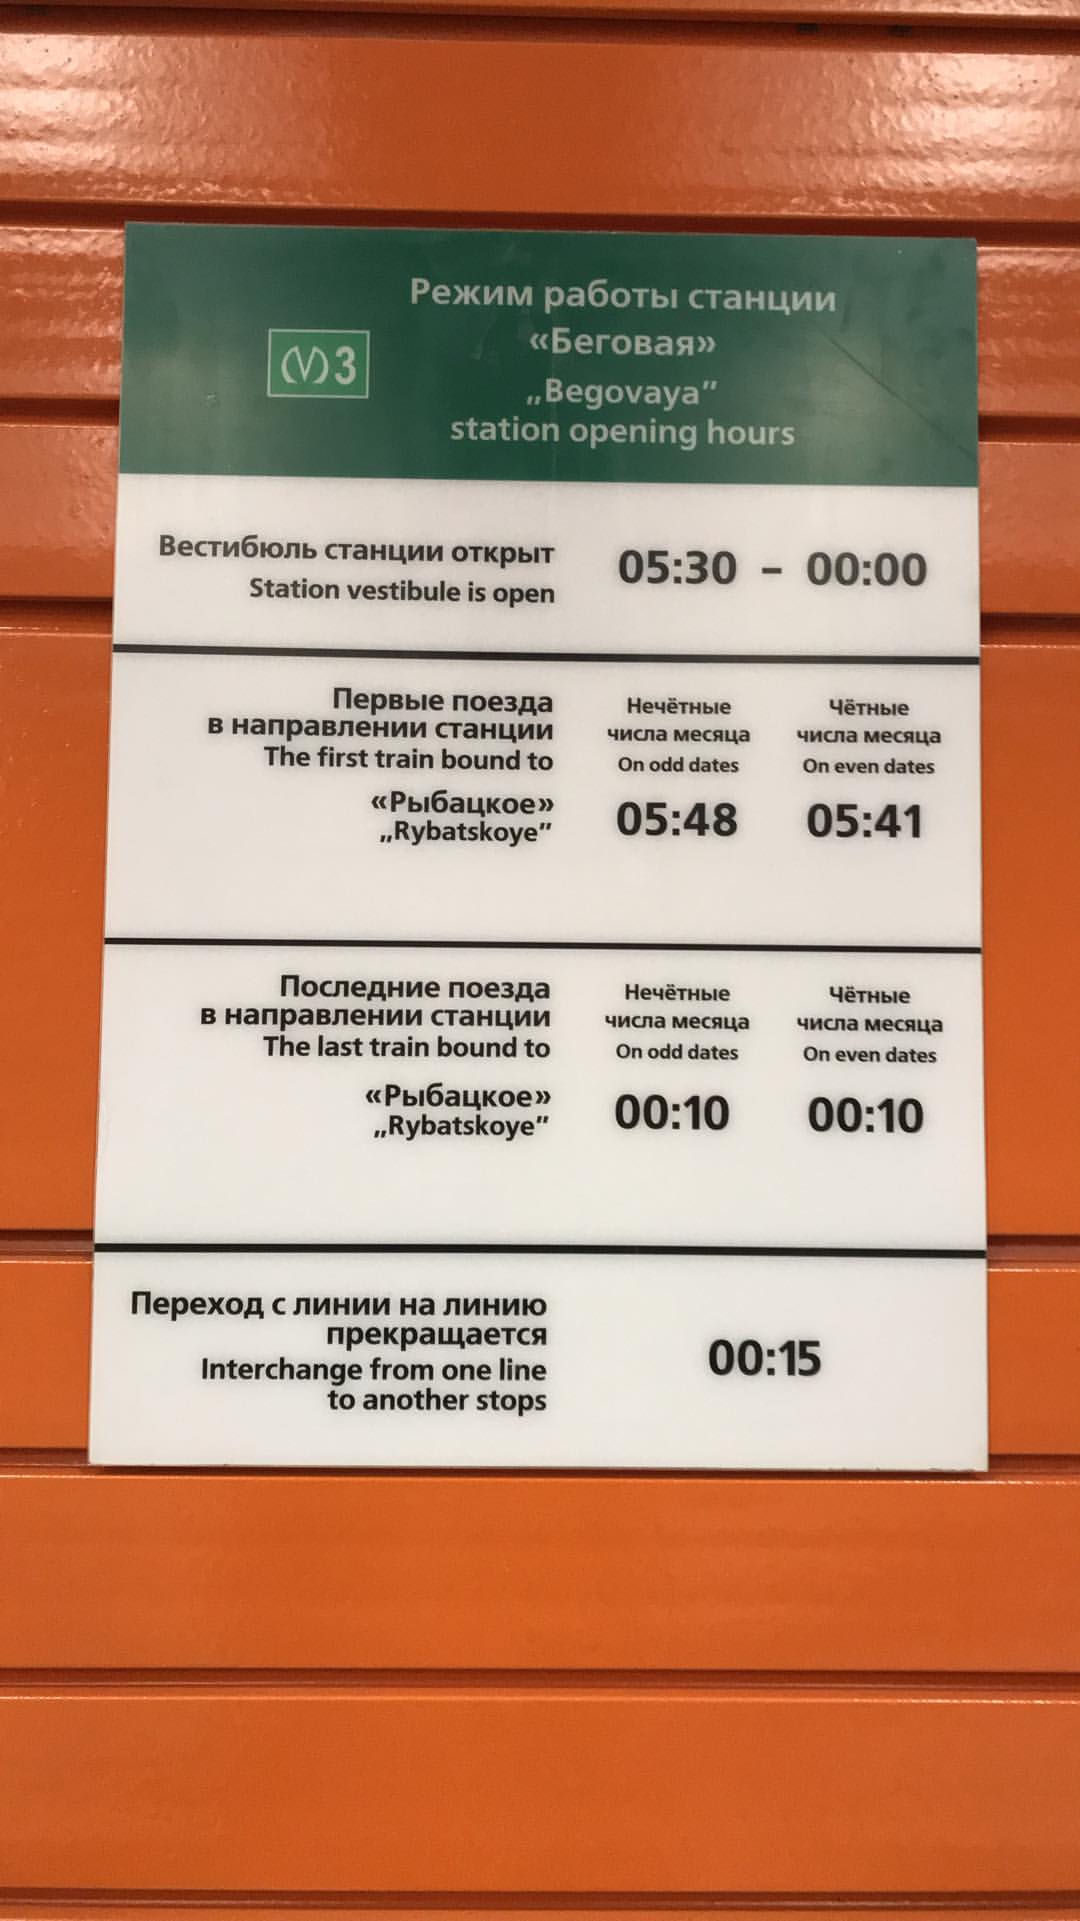 Режим работы станции
«Беговая»
3
„Begovaya”
station opening hours
Вестибюль станции открыт
Station vestibule is open
05:30 – 00:00
Первые поезда
в направлении станции
The first train bound to
Нечётные
числа месяца
On odd dates
Чётные
числа месяца
On even dates
«Рыбацкое»
„Rybatskoye”
05:48
05:41
Последние поезда
в направлении станции
The last train bound to
Нечётные
числа месяца
On odd dates
Чётные
числа месяца
On even dates
«Рыбацкое»
„Rybatskoye”
00:10
00:10
Переход с линии на линию
прекращается
Interchange from one line
to another stops
00:15